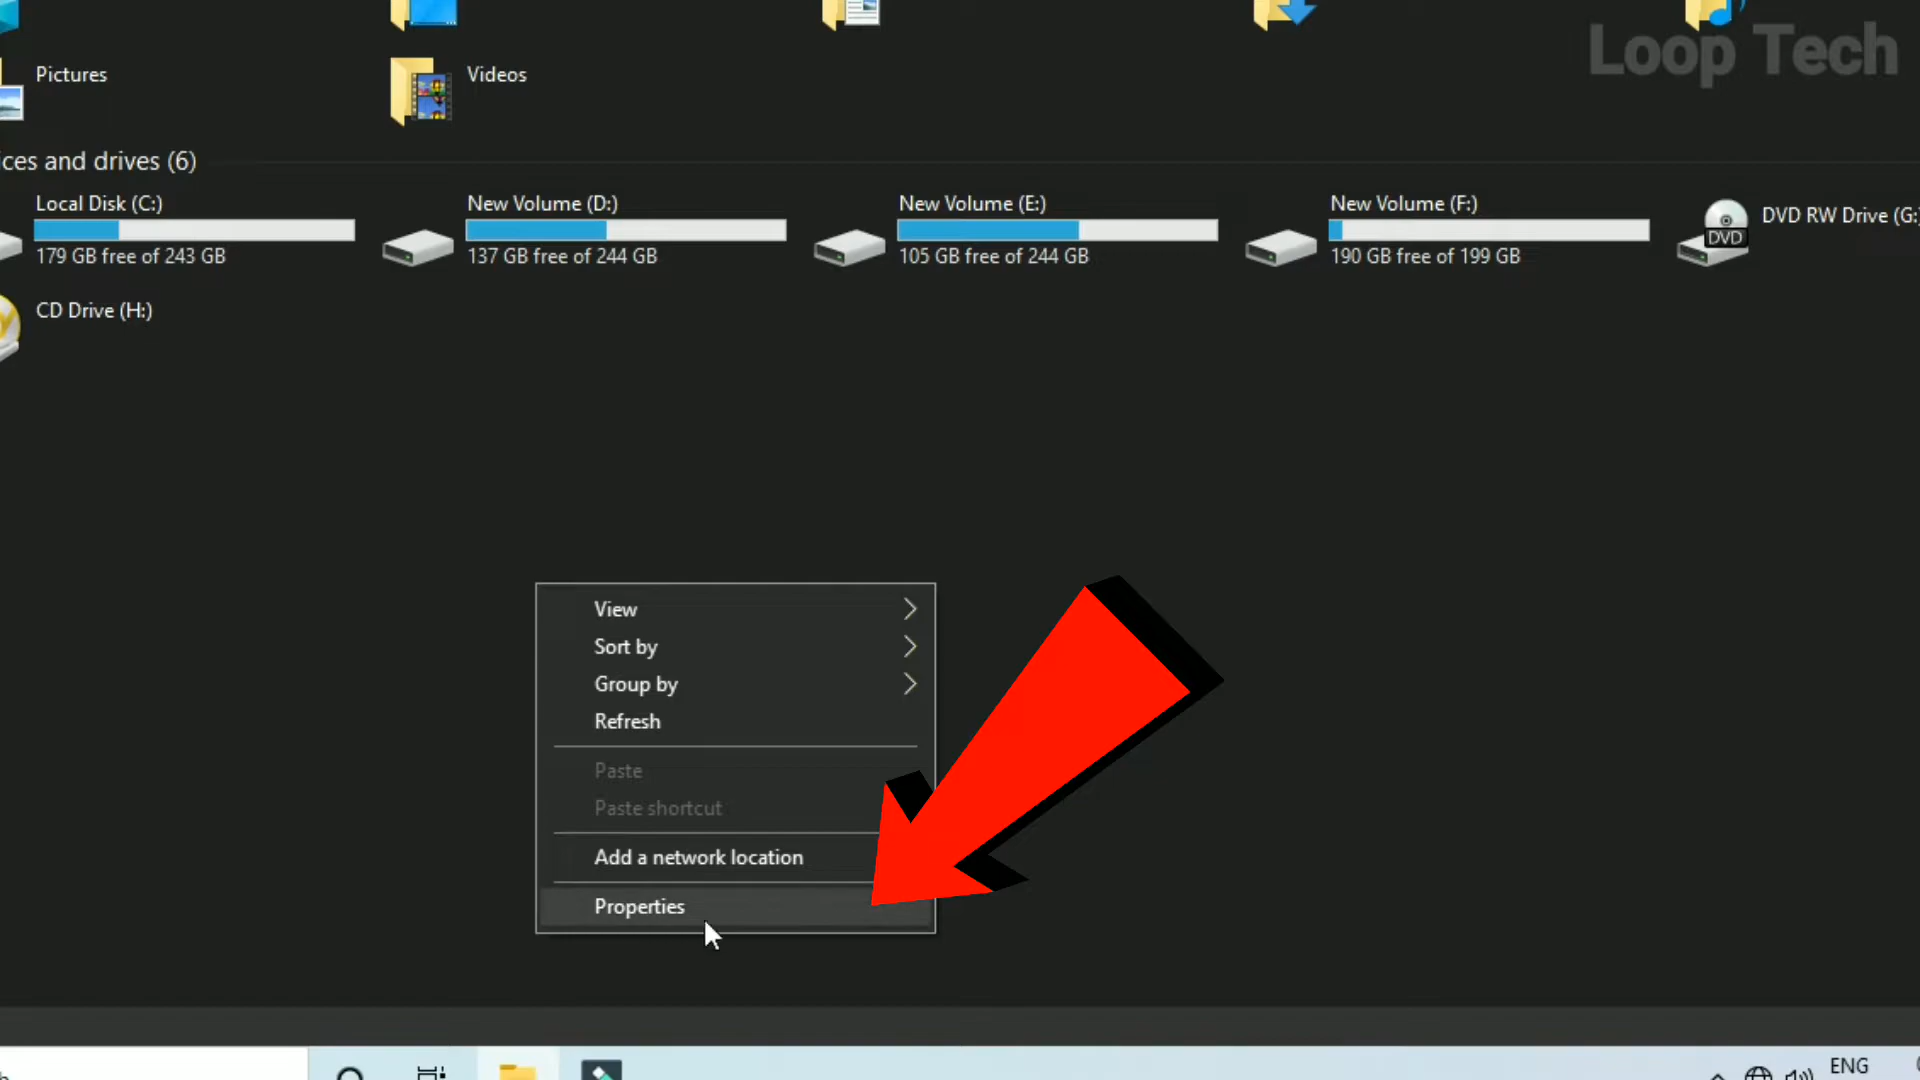 Loop Tech
Pictures
Videos
ices and drives (6)
Local Disk (C:)
179 GB free of 243 GB
New Volume (D:)
137 GB free of 244 GB
New Volume (E:)
105 GB free of 244 GB
New Volume (F:)
190 GB free of 199 GB
DVD RW Drive (G:)
DVD
CD Drive (H:)
View
Sort by
Group by
Refresh
Paste
Paste shortcut
Add a network location
Properties
ENG